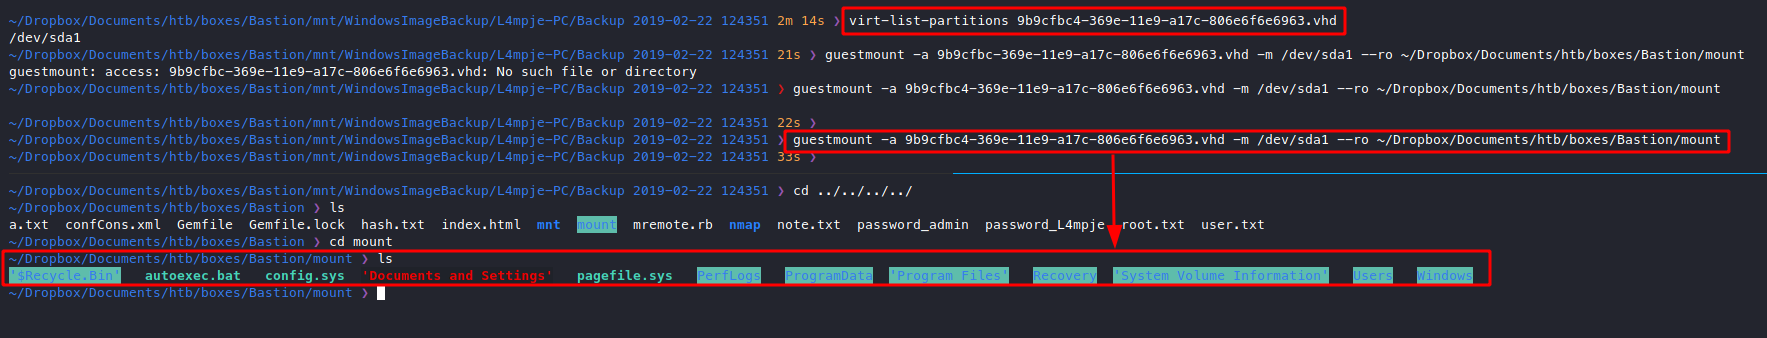 ~/Dropbox/Documents/htb/boxes/Bastion/mnt/WindowsImageBackup/L4mpje-PC/Backup 2019-02-22 124351 2m 14s ❯ virt-list-partitions 9b9cfbc4-369e-11e9-a17c-806e6f6e6963.vhd
/dev/sda1
~/Dropbox/Documents/htb/boxes/Bastion/mnt/WindowsImageBackup/L4mpje-PC/Backup 2019-02-22 124351 21s ❯ guestmount -a 9b9cfbc-369e-11e9-a17c-806e6f6e6963.vhd -m /dev/sda1 --ro ~/Dropbox/Documents/htb/boxes/Bastion/mount
guestmount: access: 9b9cfbc-369e-11e9-a17c-806e6f6e6963.vhd: No such file or directory
~/Dropbox/Documents/htb/boxes/Bastion/mnt/WindowsImageBackup/L4mpje-PC/Backup 2019-02-22 124351 ❯ guestmount -a 9b9cfbc4-369e-11e9-a17c-806e6f6e6963.vhd -m /dev/sda1 --ro ~/Dropbox/Documents/htb/boxes/Bastion/mount
~/Dropbox/Documents/htb/boxes/Bastion/mnt/WindowsImageBackup/L4mpje-PC/Backup 2019-02-22 124351 22s ❯
~/Dropbox/Documents/htb/boxes/Bastion/mnt/WindowsImageBackup/L4mpje-PC/Backup 2019-02-22 124351 ❯ guestmount -a 9b9cfbc4-369e-11e9-a17c-806e6f6e6963.vhd -m /dev/sda1 --ro ~/Dropbox/Documents/htb/boxes/Bastion/mount
~/Dropbox/Documents/htb/boxes/Bastion/mnt/WindowsImageBackup/L4mpje-PC/Backup 2019-02-22 124351 33s ❯
~/Dropbox/Documents/htb/boxes/Bastion/mnt/WindowsImageBackup/L4mpje-PC/Backup 2019-02-22 124351 ❯ cd ../../../../
~/Dropbox/Documents/htb/boxes/Bastion ❯ ls
a.txt confCons.xml Gemfile Gemfile.lock hash.txt index.html mnt mount mremote.rb nmap note.txt password_admin password_L4mpje root.txt user.txt
~/Dropbox/Documents/htb/boxes/Bastion ❯ cd mount
~/Dropbox/Documents/htb/boxes/Bastion/mount ❯ ls
'$Recycle.Bin' autoexec.bat config.sys 'Documents and Settings' pagefile.sys PerfLogs ProgramData 'Program Files' Recovery 'System Volume Information' Users Windows
~/Dropbox/Documents/htb/boxes/Bastion/mount ❯